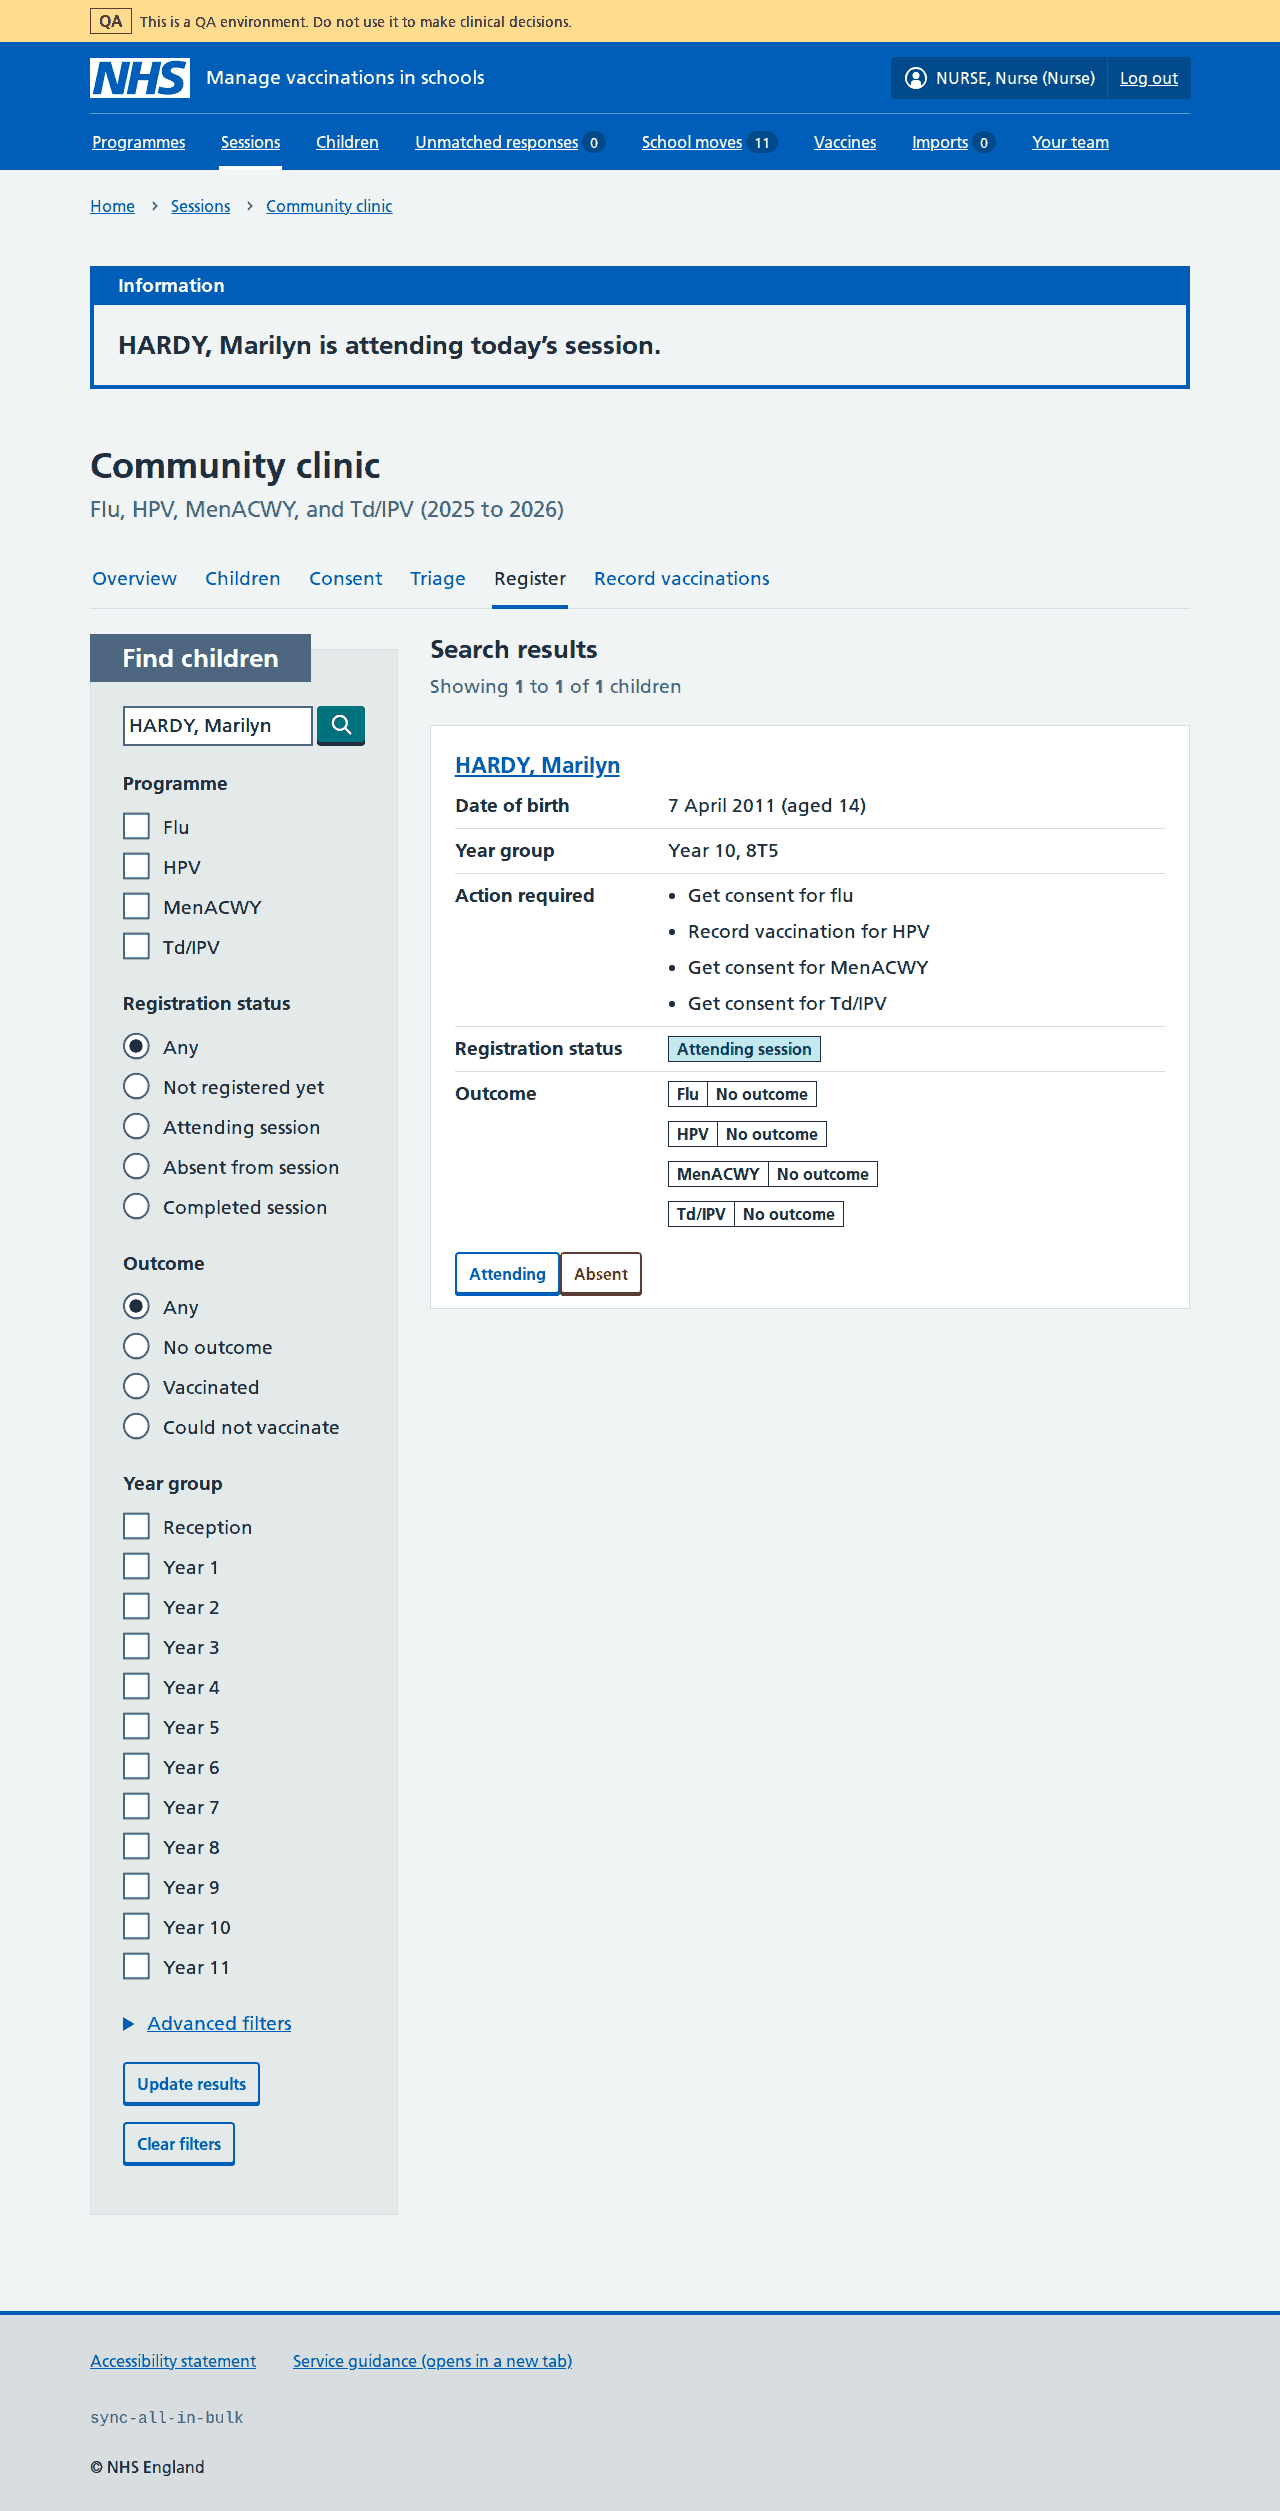 QA This is a QA environment. Do not use it to make clinical decisions.
NHS Manage vaccinations in schools NURSE, Nurse (Nurse) Log out
Programmes Sessions Children Unmatched responses 0 School moves 11 Vaccines Imports 0 Your team
Home Sessions Community clinic
Information
HARDY, Marilyn is attending today’s session.
Community clinic
Flu, HPV, MenACWY, and Td/IPV (2025 to 2026)
Overview Children Consent Triage Register Record vaccinations
Find children
HARDY, Marilyn
Programme
Flu
HPV
MenACWY
Td/IPV
Registration status
Any
Not registered yet
Attending session
Absent from session
Completed session
Outcome
Any
No outcome
Vaccinated
Could not vaccinate
Year group
Reception
Year 1
Year 2
Year 3
Year 4
Year 5
Year 6
Year 7
Year 8
Year 9
Year 10
Year 11
Advanced filters
Update results
Clear filters
Search results
Showing 1 to 1 of 1 children
HARDY, Marilyn
Date of birth 7 April 2011 (aged 14)
Year group Year 10, 8T5
Action required Get consent for flu
Record vaccination for HPV
Get consent for MenACWY
Get consent for Td/IPV
Registration status Attending session
Outcome Flu No outcome
HPV No outcome
MenACWY No outcome
Td/IPV No outcome
Attending Absent
Accessibility statement Service guidance (opens in a new tab)
sync-all-in-bulk
© NHS England